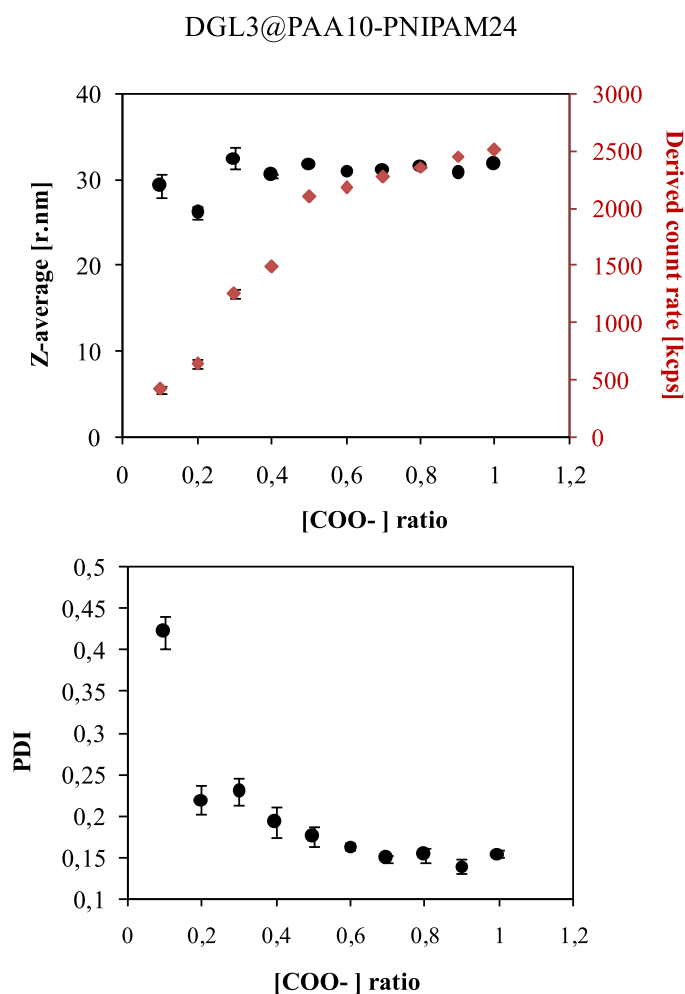 DGL3@PAA10-PNIPAM24
40
30
20
10
0
3000
2500
2000
1500
1000
500
0
Z-average [r.nm]
Derived count rate [kcps]
0 0,2 0,4 0,6 0,8 1 1,2
[COO- ] ratio
0,5
0,45
0,4
0,35
0,3
0,25
0,2
0,15
0,1
PDI
0 0,2 0,4 0,6 0,8 1 1,2
[COO- ] ratio